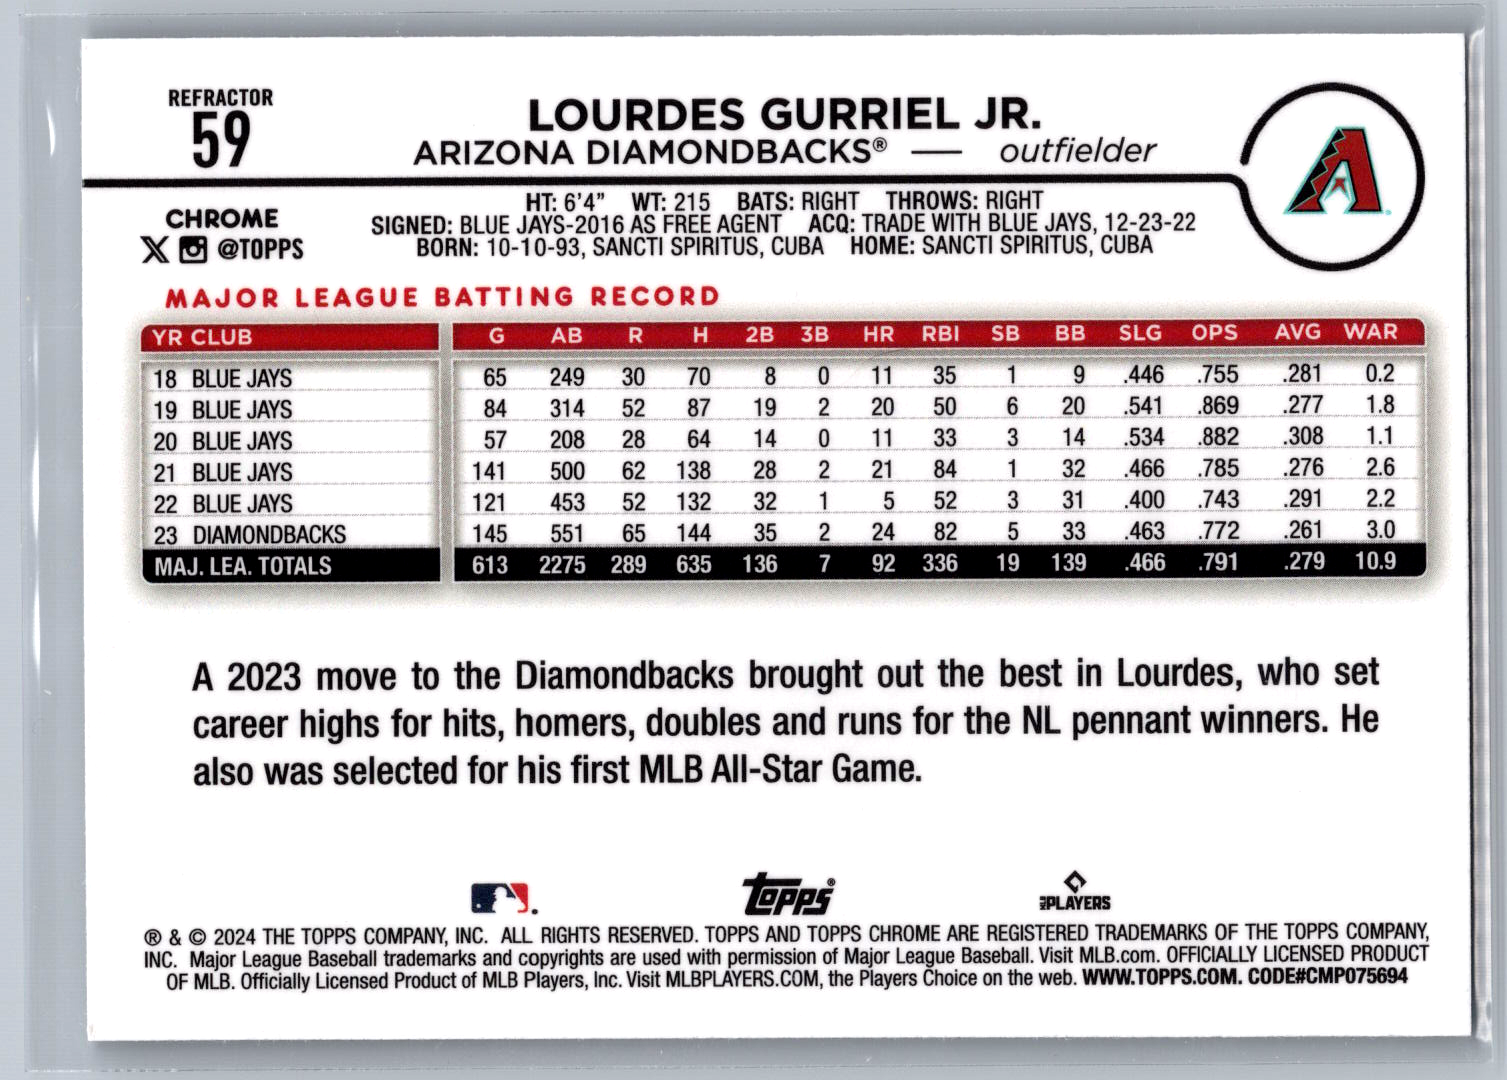 REFRACTOR
59
LOURDES GURRIEL JR.
ARIZONA DIAMONDBACKS® — outfielder
A
CHROME
X @TOPPS
HT: 6'4" WT: 215 BATS: RIGHT THROWS: RIGHT
SIGNED: BLUE JAYS-2016 AS FREE AGENT ACQ: TRADE WITH BLUE JAYS, 12-23-22
BORN: 10-10-93, SANCTI SPIRITUS, CUBA HOME: SANCTI SPIRITUS, CUBA
MAJOR LEAGUE BATTING RECORD
YR CLUB G AB R H 2B 3B HR RBI SB BB SLG OPS AVG WAR
18 BLUE JAYS 65 249 30 70 8 0 11 35 1 9 .446 .755 .281 0.2
19 BLUE JAYS 84 314 52 87 19 2 20 50 6 20 .541 .869 .277 1.8
20 BLUE JAYS 57 208 28 64 14 0 11 33 3 14 .534 .882 .308 1.1
21 BLUE JAYS 141 500 62 138 28 2 21 84 1 32 .466 .785 .276 2.6
22 BLUE JAYS 121 453 52 132 32 1 5 52 3 31 .400 .743 .291 2.2
23 DIAMONDBACKS 145 551 65 144 35 2 24 82 5 33 .463 .772 .261 3.0
MAJ. LEA. TOTALS 613 2275 289 635 136 7 92 336 19 139 .466 .791 .279 10.9
A 2023 move to the Diamondbacks brought out the best in Lourdes, who set
career highs for hits, homers, doubles and runs for the NL pennant winners. He
also was selected for his first MLB All-Star Game.
Topps®
MLB PLAYERS
® & © 2024 THE TOPPS COMPANY, INC. ALL RIGHTS RESERVED. TOPPS AND TOPPS CHROME ARE REGISTERED TRADEMARKS OF THE TOPPS COMPANY,
INC. Major League Baseball trademarks and copyrights are used with permission of Major League Baseball. Visit MLB.com. OFFICIALLY LICENSED PRODUCT
OF MLB. Officially Licensed Product of MLB Players, Inc. Visit MLBPLAYERS.COM, the Players Choice on the web. WWW.TOPPS.COM. CODE#CMP075694